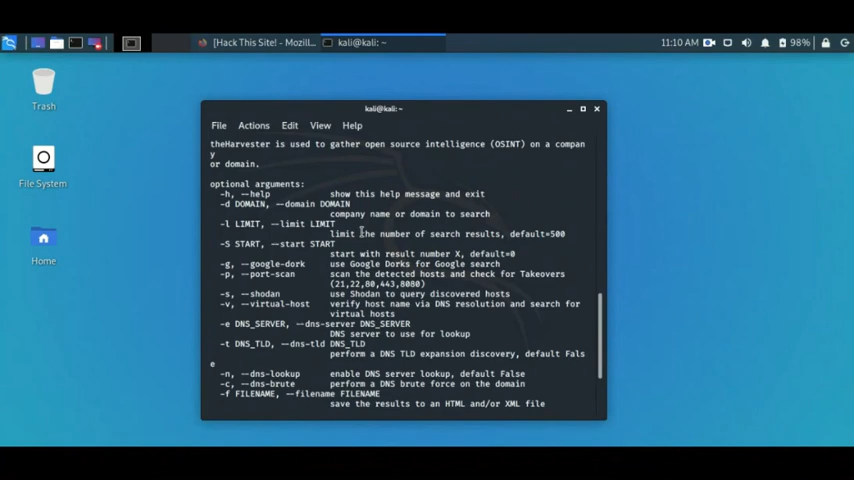 [Hack This Site! - Mozill...
kali@kali: ~
11:10 AM
98%
Trash
File System
Home
kali@kali: ~
File Actions Edit View Help
theHarvester is used to gather open source intelligence (OSINT) on a compan
y
or domain.
optional arguments:
-h, --help show this help message and exit
-d DOMAIN, --domain DOMAIN
company name or domain to search
-l LIMIT, --limit LIMIT
limit the number of search results, default=500
-S START, --start START
start with result number X, default=0
-g, --google-dork use Google Dorks for Google search
-p, --port-scan scan the detected hosts and check for Takeovers
(21,22,80,443,8080)
-s, --shodan use Shodan to query discovered hosts
-v, --virtual-host verify host name via DNS resolution and search for
virtual hosts
-e DNS_SERVER, --dns-server DNS_SERVER
DNS server to use for lookup
-t DNS_TLD, --dns-tld DNS_TLD
perform a DNS TLD expansion discovery, default Fals
e
-n, --dns-lookup enable DNS server lookup, default False
-c, --dns-brute perform a DNS brute force on the domain
-f FILENAME, --filename FILENAME
save the results to an HTML and/or XML file